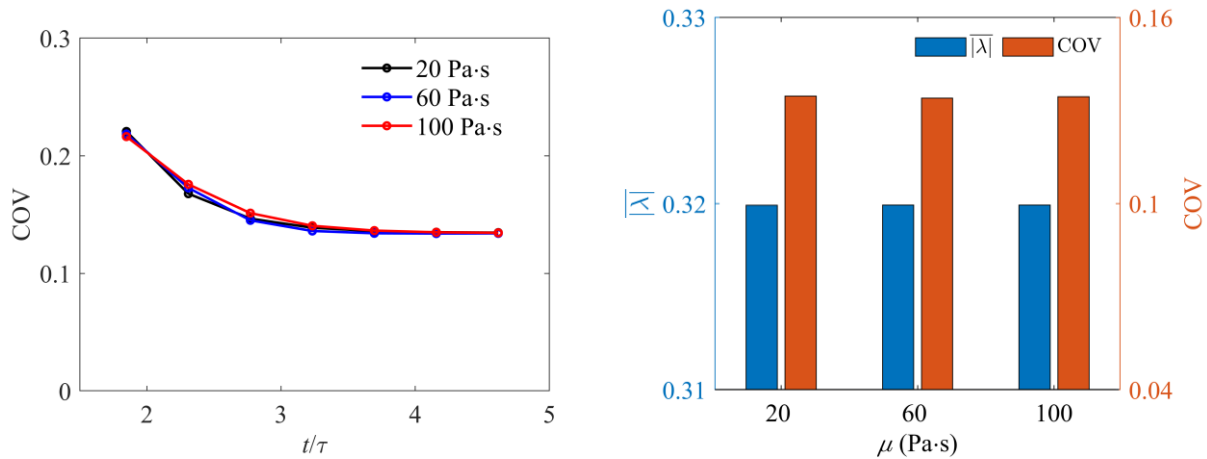 0.3
0.2
0.1
0
COV
20 Pa·s
60 Pa·s
100 Pa·s
2 3 4 5
t/τ
0.33
0.32
0.31
|λ|̅
|λ|̅ COV
0.16
0.1
0.04
COV
20 60 100
μ (Pa·s)